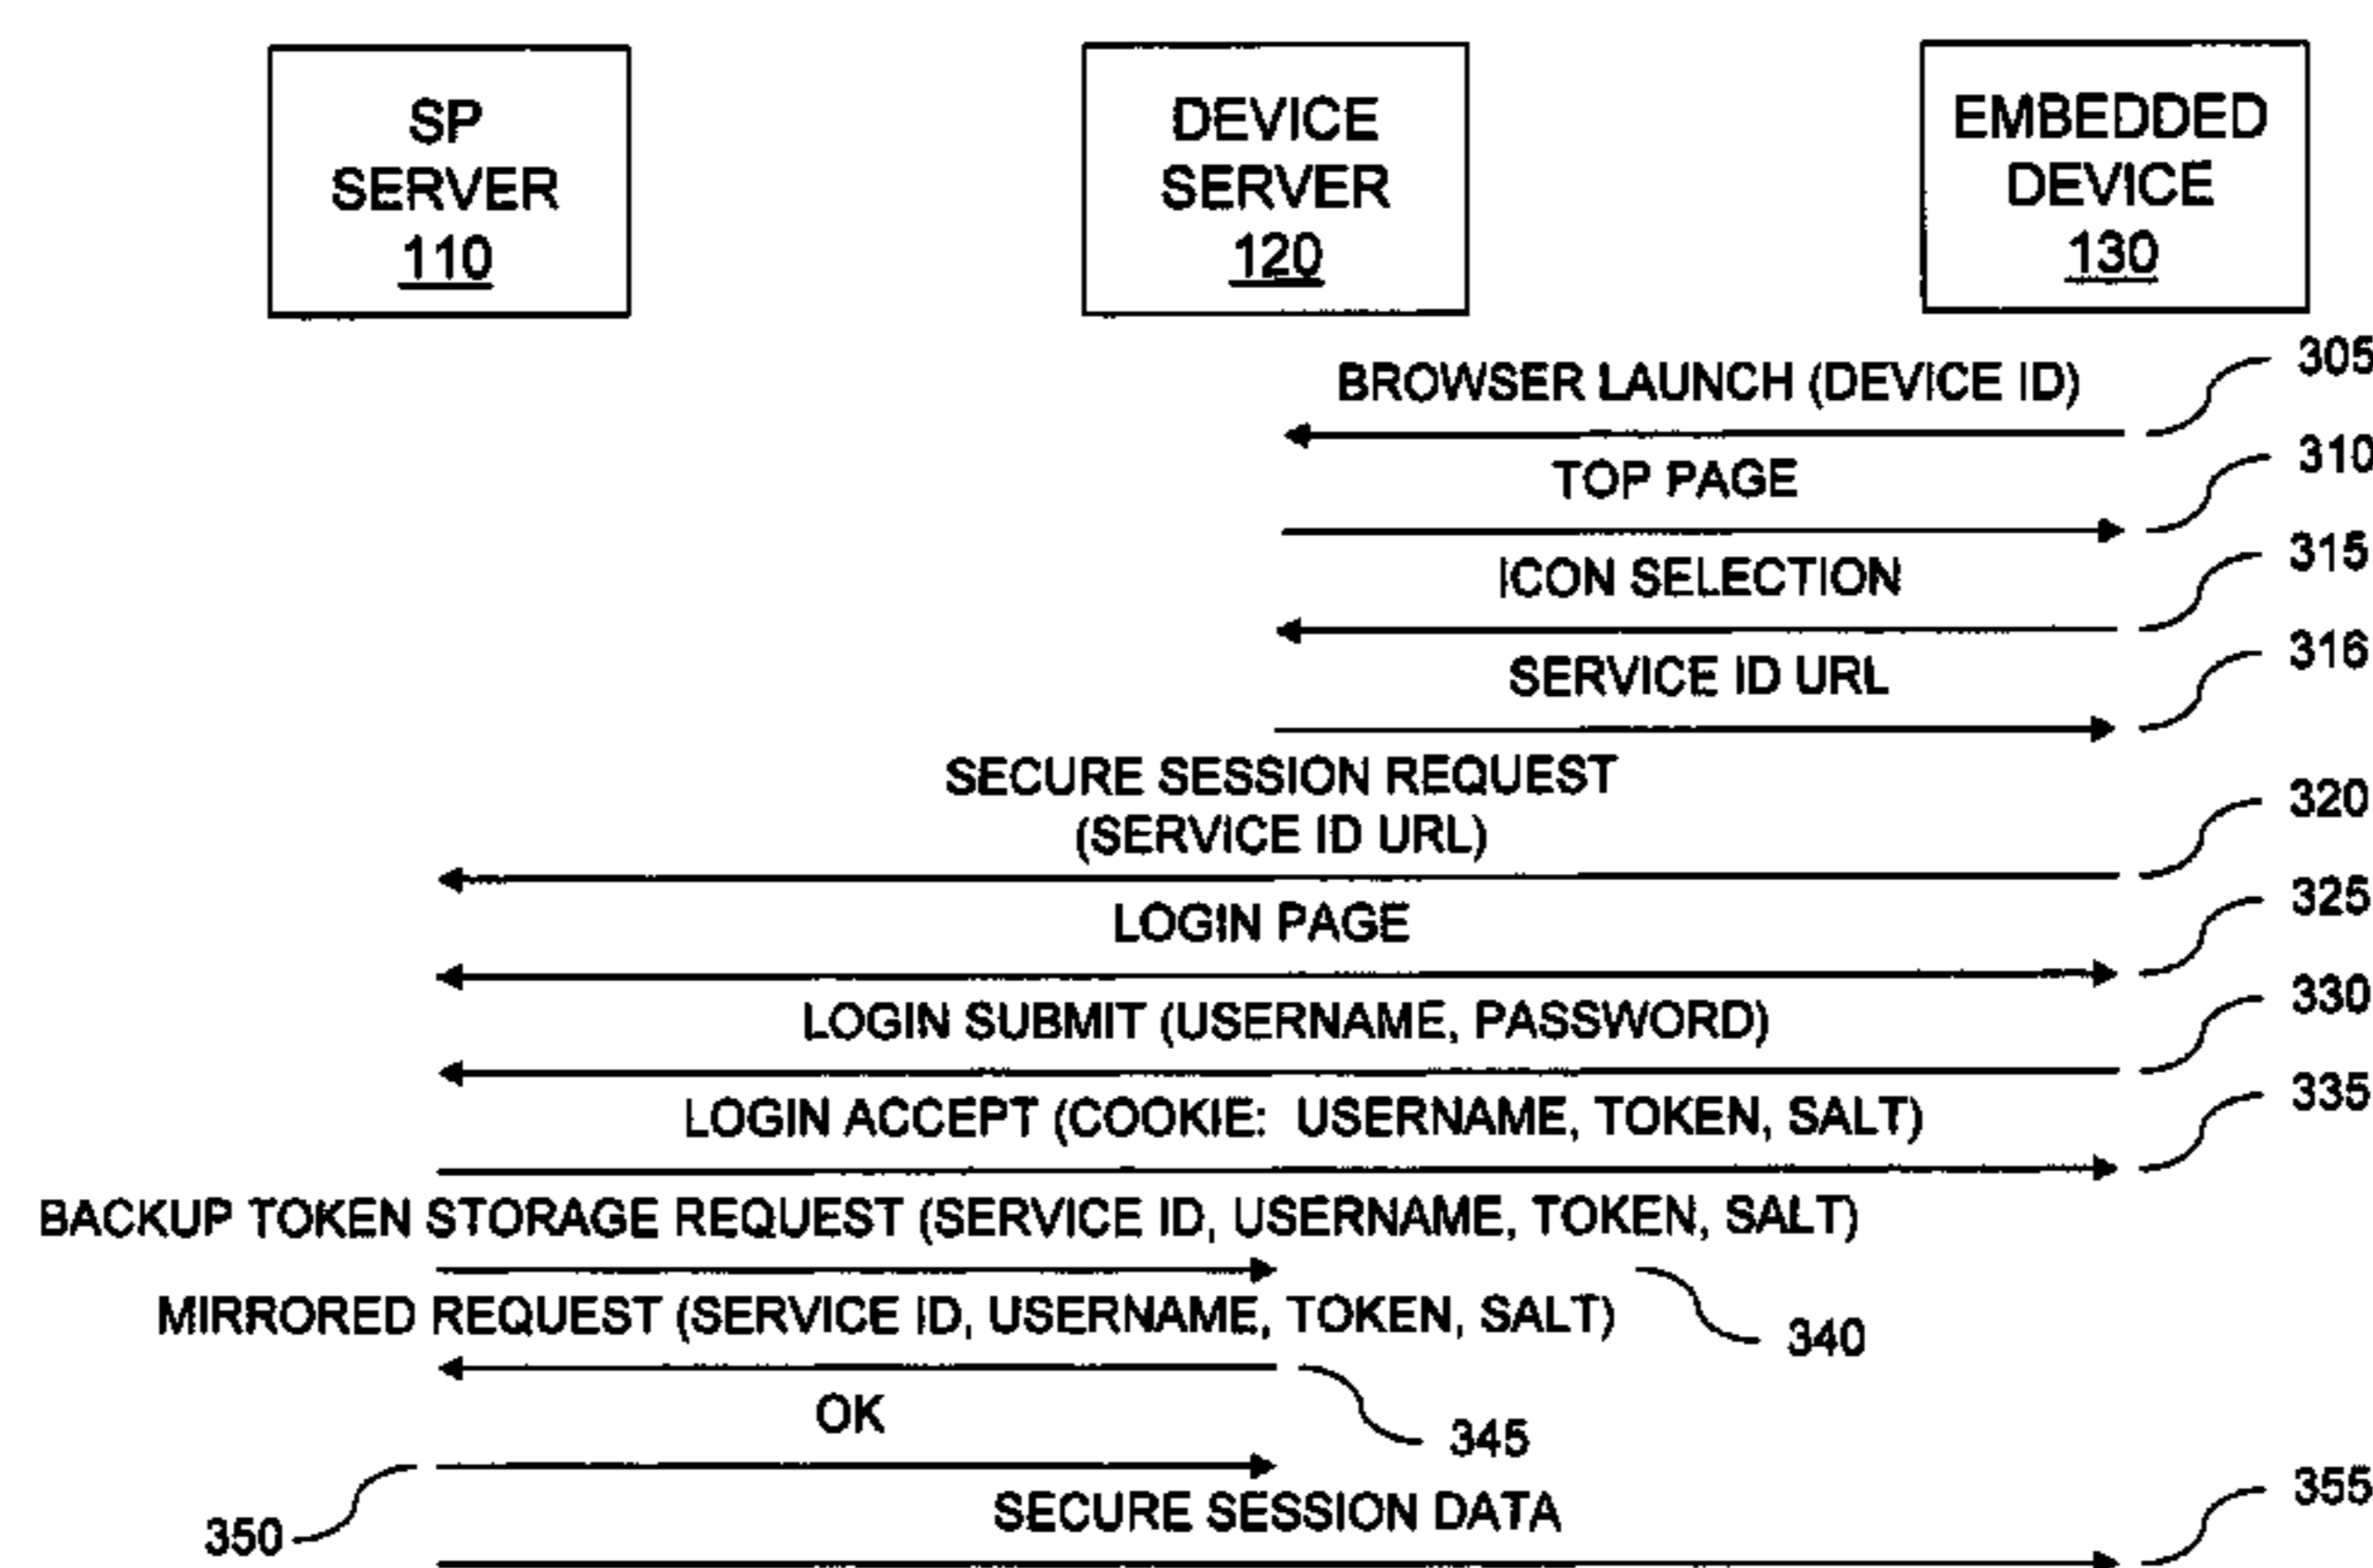 SP
SERVER
110
DEVICE
SERVER
120
EMBEDDED
DEVICE
130
BROWSER LAUNCH (DEVICE ID)
305
TOP PAGE
310
ICON SELECTION
315
SERVICE ID URL
316
SECURE SESSION REQUEST
(SERVICE ID URL)
320
LOGIN PAGE
325
LOGIN SUBMIT (USERNAME, PASSWORD)
330
LOGIN ACCEPT (COOKIE: USERNAME, TOKEN, SALT)
335
BACKUP TOKEN STORAGE REQUEST (SERVICE ID, USERNAME, TOKEN, SALT)
340
MIRRORED REQUEST (SERVICE ID, USERNAME, TOKEN, SALT)
345
OK
350
SECURE SESSION DATA
355